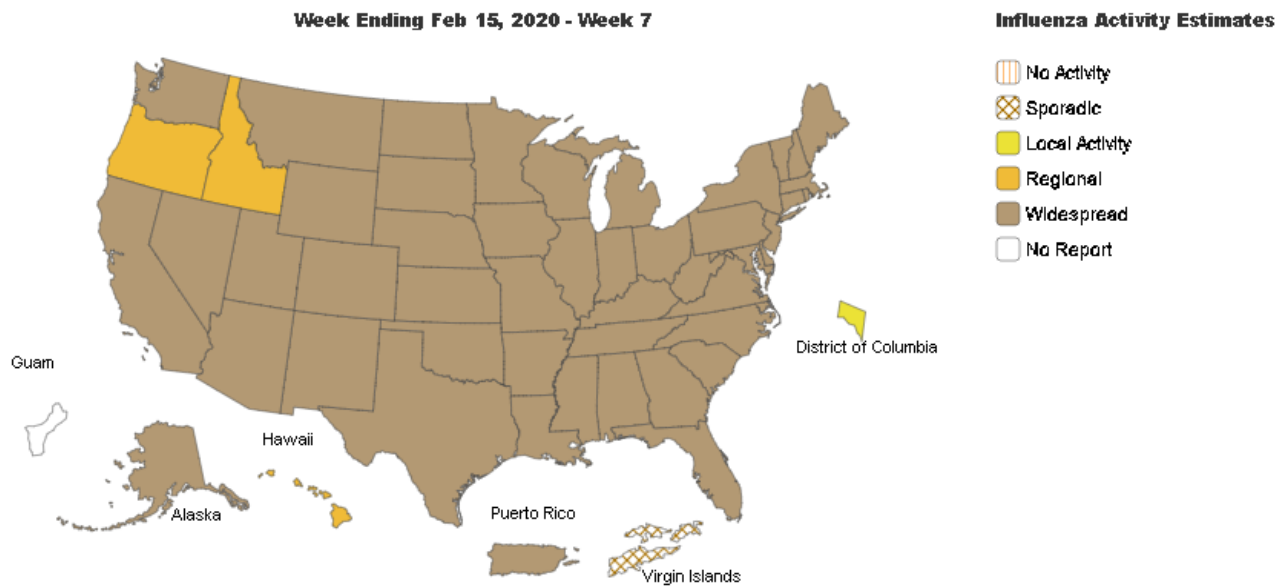 Week Ending Feb 15, 2020 - Week 7
Influenza Activity Estimates
No Activity
Sporadic
Local Activity
Regional
Widespread
No Report
District of Columbia
Guam
Hawaii
Alaska
Puerto Rico
Virgin Islands